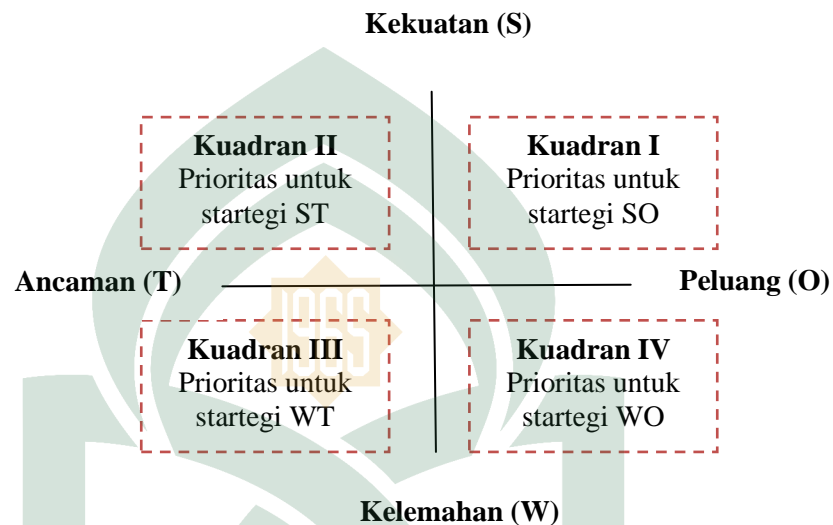 Kekuatan (S)
Kuadran II
Prioritas untuk
startegi ST
Kuadran I
Prioritas untuk
startegi SO
Ancaman (T)
Peluang (O)
Kuadran III
Prioritas untuk
startegi WT
Kuadran IV
Prioritas untuk
startegi WO
Kelemahan (W)